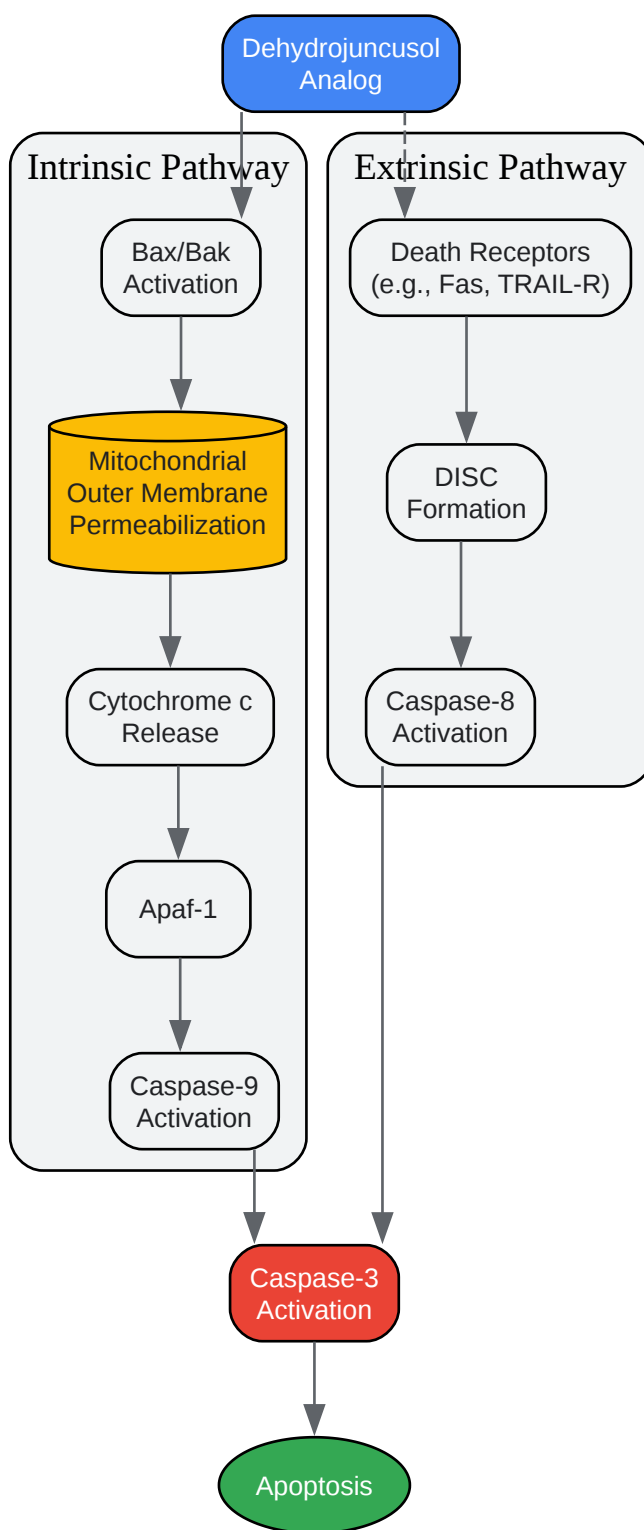 Dehydrojuncusol
Analog
Intrinsic Pathway
Bax/Bak
Activation
Mitochondrial
Outer Membrane
Permeabilization
Cytochrome c
Release
Apaf-1
Caspase-9
Activation
Extrinsic Pathway
Death Receptors
(e.g., Fas, TRAIL-R)
DISC
Formation
Caspase-8
Activation
Caspase-3
Activation
Apoptosis